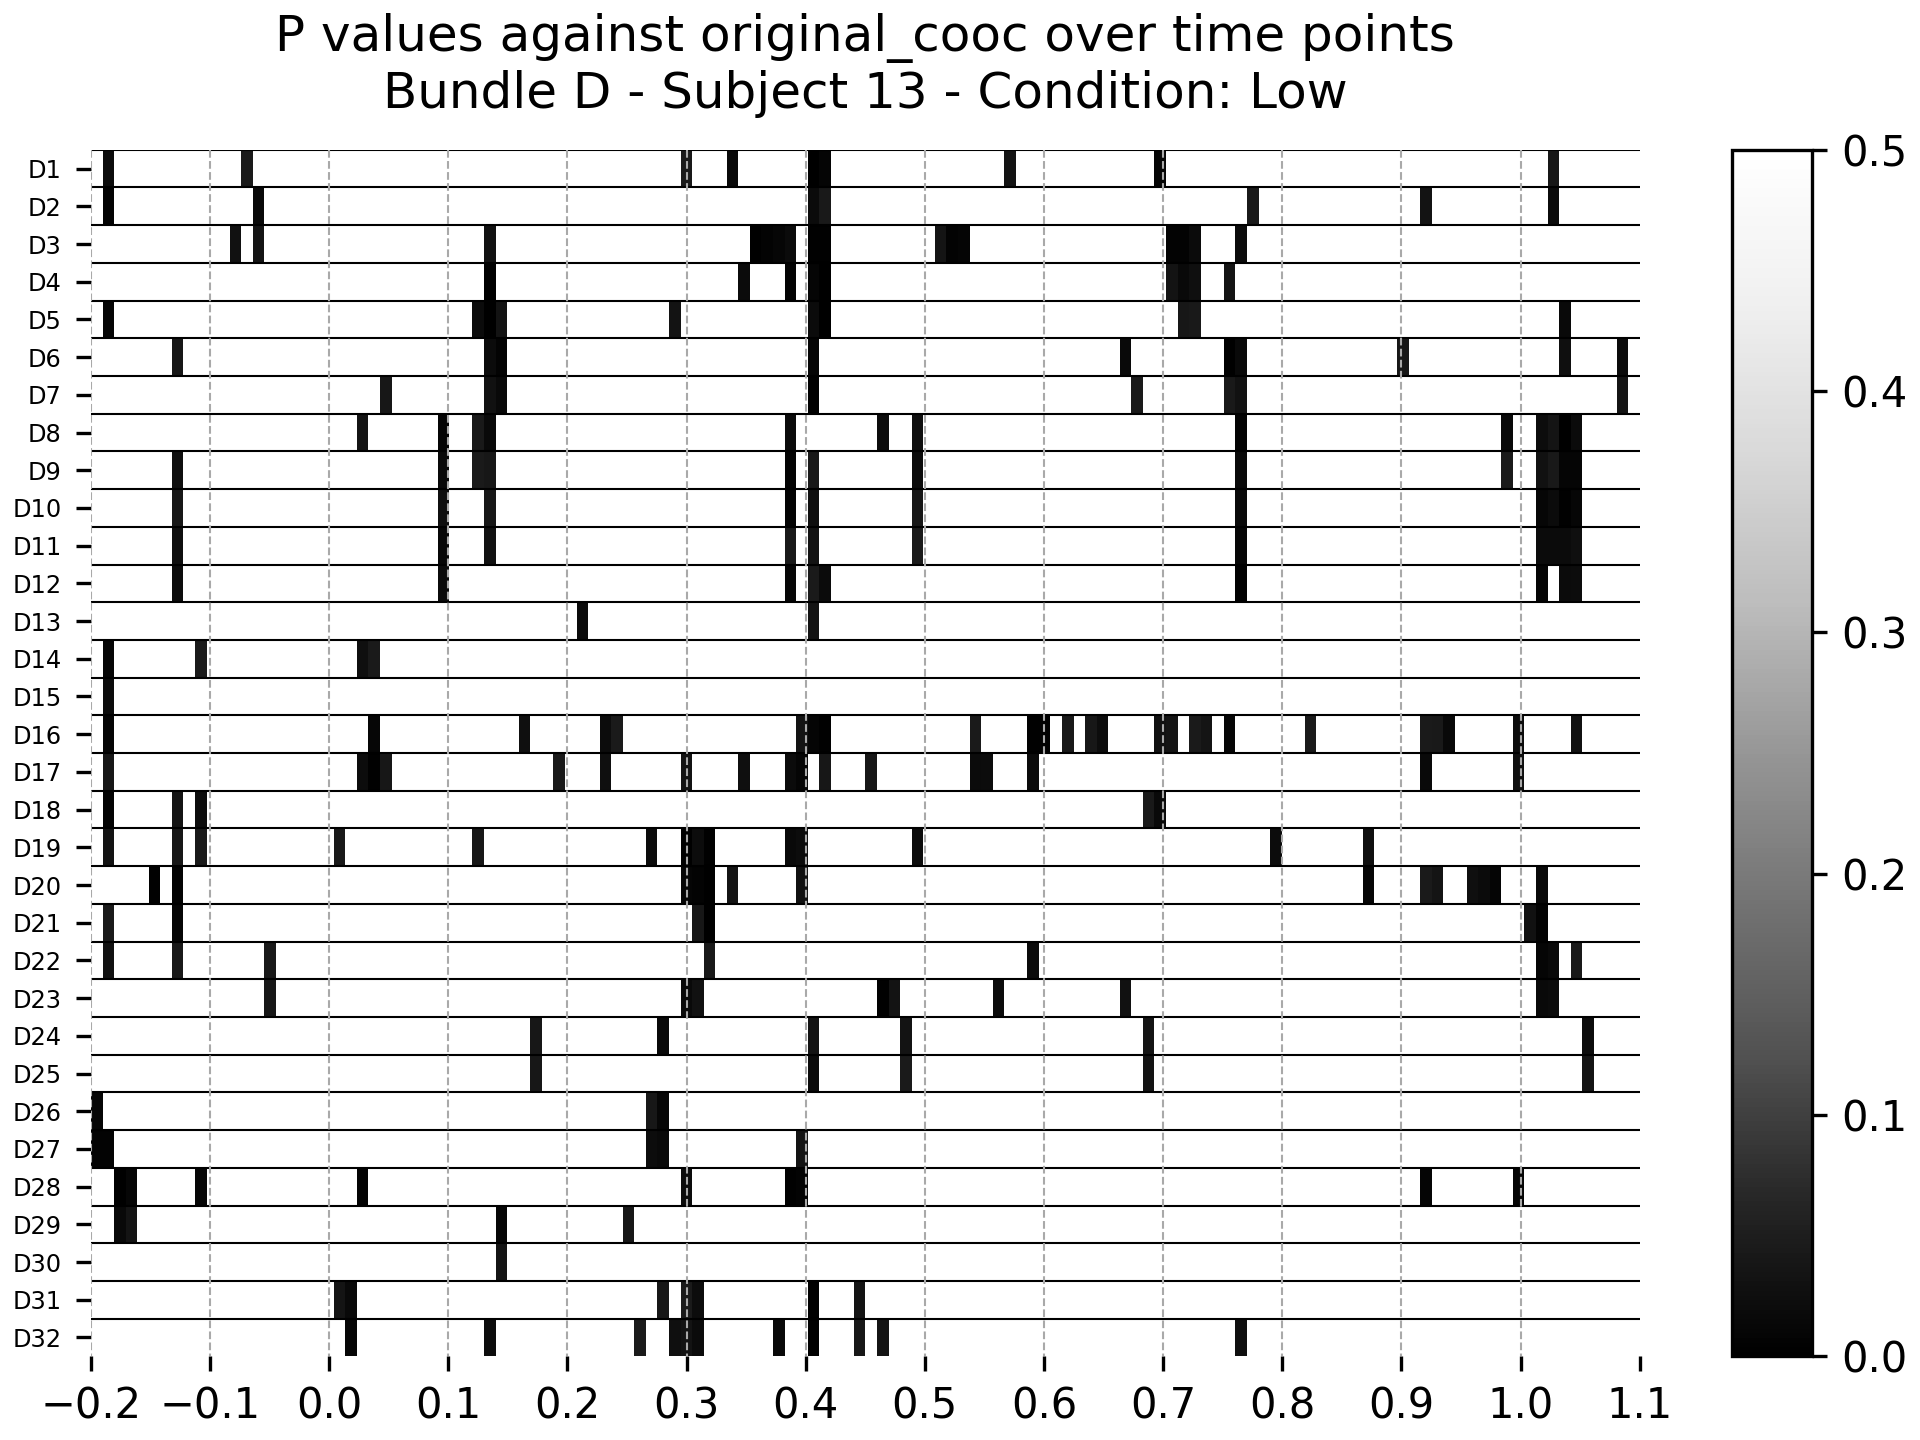 P values against original_cooc over time points
Bundle D - Subject 13 - Condition: Low
D1
D2
D3
D4
D5
D6
D7
D8
D9
D10
D11
D12
D13
D14
D15
D16
D17
D18
D19
D20
D21
D22
D23
D24
D25
D26
D27
D28
D29
D30
D31
D32
−0.2 −0.1 0.0 0.1 0.2 0.3 0.4 0.5 0.6 0.7 0.8 0.9 1.0 1.1
0.5
0.4
0.3
0.2
0.1
0.0